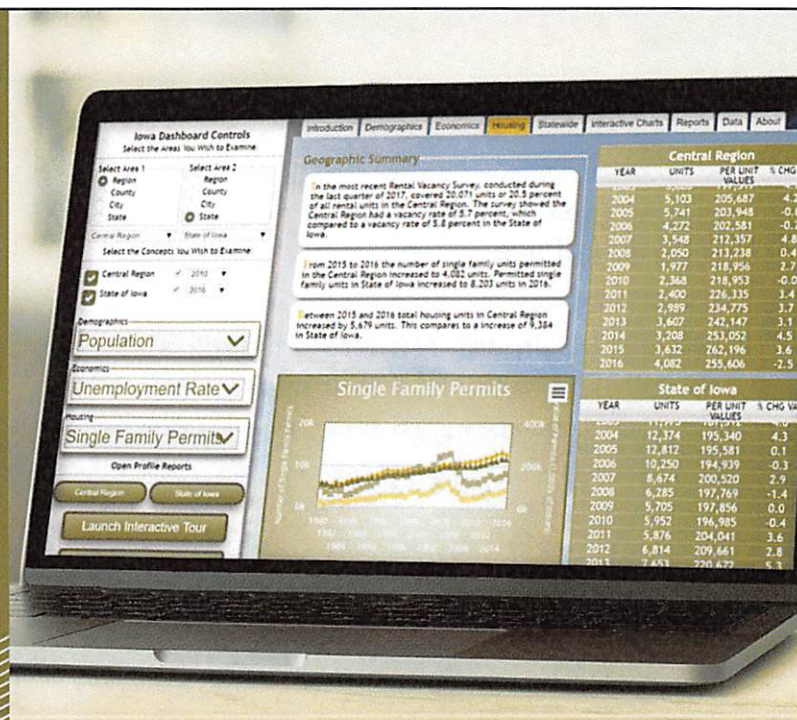 Iowa Dashboard Controls
Select the Areas You Wish to Examine:
Select Area 1 Select Area 2
Region Region
County County
City City
State State
Central Region State of Iowa
Select the Concepts You Wish to Examine:
Central Region 2010
State of Iowa 2016
Demographics
Population
Economics
Unemployment Rate
Housing
Single Family Permits
Open Profile Reports
Central Region State of Iowa
Launch Interactive Tour
Introduction Demographics Economics Housing Statewide Interactive Charts Reports Data About
Geographic Summary
In the most recent Rental Vacancy Survey, conducted during
the last quarter of 2017, covered 20,071 units or 20.5 percent
of all rental units in the Central Region. The survey showed the
Central Region had a vacancy rate of 5.7 percent, which
compared to a vacancy rate of 5.8 percent in the State of
Iowa.
From 2015 to 2016 the number of single family units permitted
in the Central Region increased to 4,082 units. Permitted single
family units in State of Iowa increased to 8,203 units in 2016.
Between 2015 and 2016 total housing units in Central Region
increased by 5,679 units. This compares to a increase of 9,384
in State of Iowa.
Single Family Permits
Number of Single Family Permits
20k 400k
10k 200k
0k 0k
Central Region
YEAR UNITS PER UNIT % CHG
VALUES
2004 5,103 205,687 4.2
2005 5,741 203,948 -0.8
2006 4,272 202,581 -0.7
2007 3,548 212,357 4.8
2008 2,050 213,238 0.4
2009 1,977 218,956 2.7
2010 2,368 218,953 -0.0
2011 2,400 226,335 3.4
2012 2,989 234,775 3.7
2013 3,607 242,147 3.1
2014 3,208 253,052 4.5
2015 3,632 262,196 3.6
2016 4,082 255,606 -2.5
State of Iowa
YEAR UNITS PER UNIT % CHG VA
VALUES
2004 12,374 195,340 4.3
2005 12,812 195,581 0.1
2006 10,250 194,939 -0.3
2007 8,674 200,520 2.9
2008 6,285 197,769 -1.4
2009 5,705 197,856 0.0
2010 5,952 196,985 -0.4
2011 5,876 204,041 3.6
2012 6,814 209,661 2.8
2013 7,653 220,672 5.3